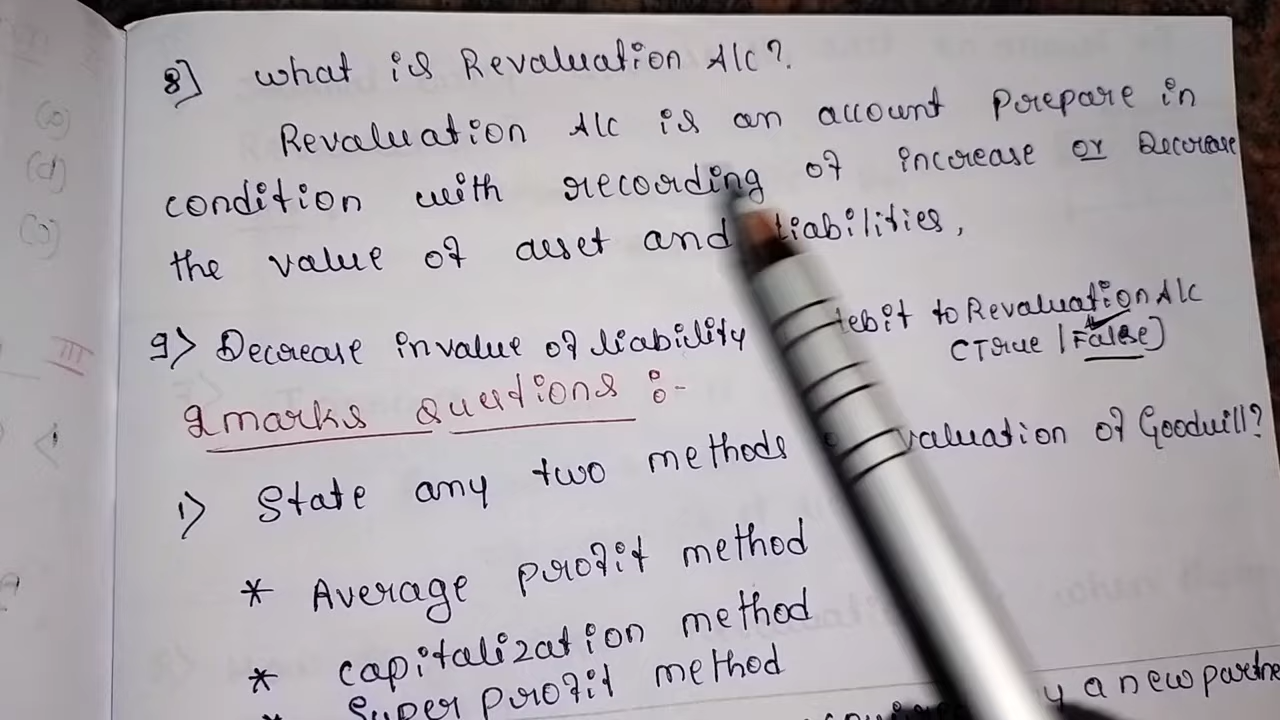 8] what is Revaluation A/c?.
Revaluation A/c is an account prepare in
condition with recording of increase or Decrease
the value of asset and liabilities,
9> Decrease in value of liability debit to Revaluation A/c
(True / False)
2 marks questions :-
1> State any two methods valuation of Goodwill?
* Average profit method
* capitalization method
* Super profit method
y a new partne